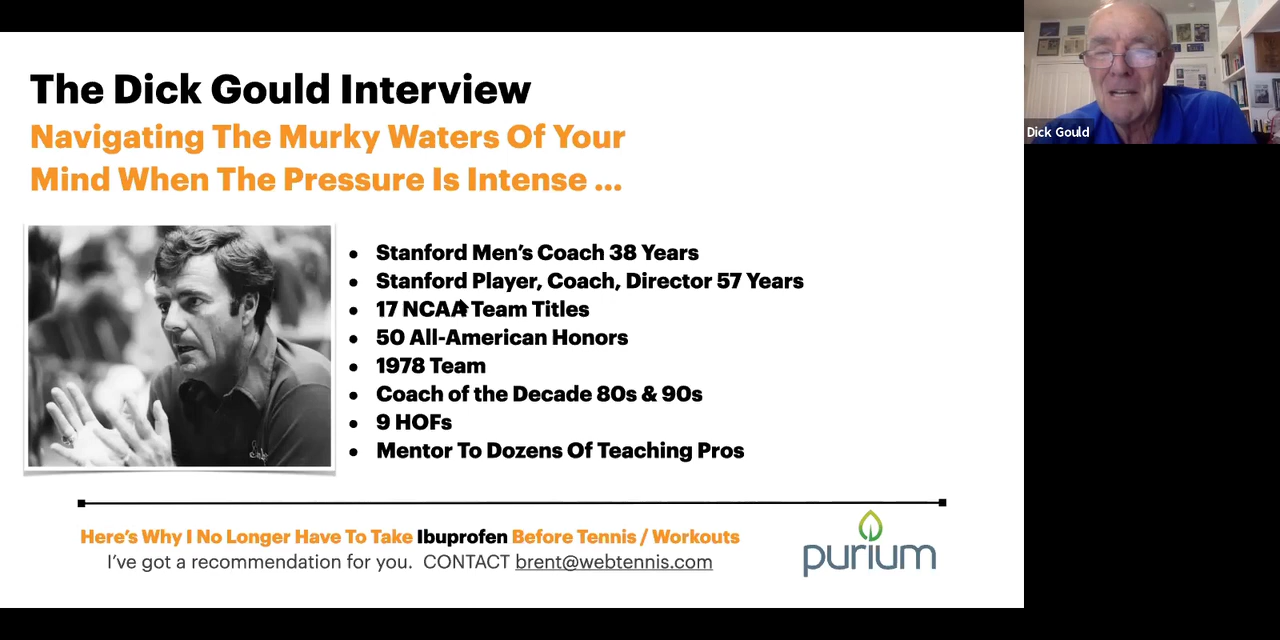 The Dick Gould Interview
Navigating The Murky Waters Of Your
Mind When The Pressure Is Intense ...
• Stanford Men's Coach 38 Years
• Stanford Player, Coach, Director 57 Years
• 17 NCAA Team Titles
• 50 All-American Honors
• 1978 Team
• Coach of the Decade 80s & 90s
• 9 HOFs
• Mentor To Dozens Of Teaching Pros
Here's Why I No Longer Have To Take Ibuprofen Before Tennis / Workouts
I've got a recommendation for you. CONTACT brent@webtennis.com
purium
Dick Gould